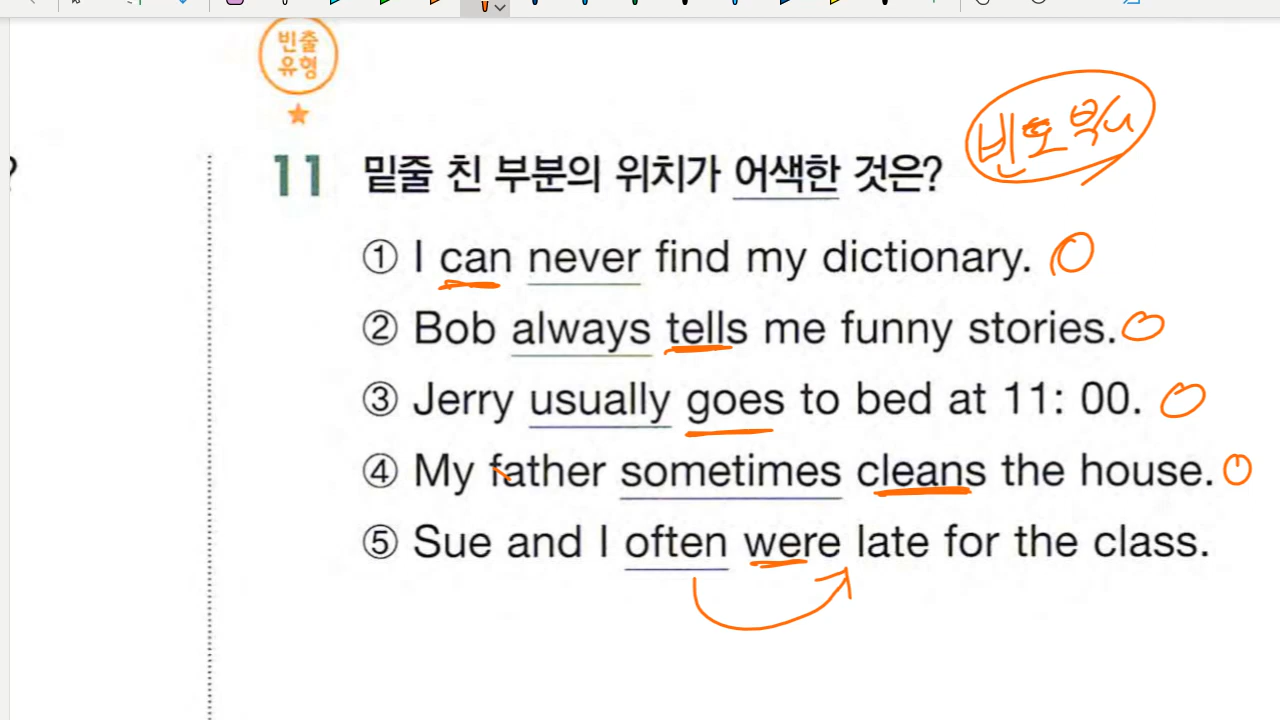 빈출
유형
빈도 부사
11 밑줄 친 부분의 위치가 어색한 것은?
① I can never find my dictionary.
② Bob always tells me funny stories.
③ Jerry usually goes to bed at 11: 00.
④ My father sometimes cleans the house.
⑤ Sue and I often were late for the class.